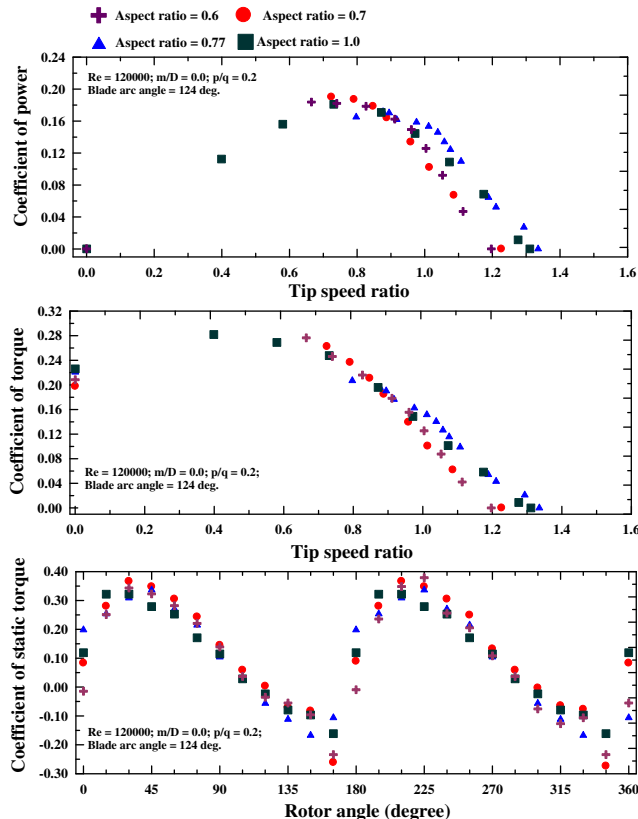 Aspect ratio = 0.6 Aspect ratio = 0.7
Aspect ratio = 0.77 Aspect ratio = 1.0
Coefficient of power
0.20
0.16
0.12
0.08
0.04
0.00
Re = 120000; m/D = 0.0; p/q = 0.2
Blade arc angle = 124 deg.
0.0 0.2 0.4 0.6 0.8 1.0 1.2 1.4 1.6
Tip speed ratio
Coefficient of torque
0.32
0.28
0.24
0.20
0.16
0.12
0.08
0.04
0.00
Re = 120000; m/D = 0.0; p/q = 0.2;
Blade arc angle = 124 deg.
0.0 0.2 0.4 0.6 0.8 1.0 1.2 1.4 1.6
Tip speed ratio
Coefficient of static torque
0.40
0.30
0.20
0.10
0.00
-0.10
-0.20
-0.30
Re = 120000; m/D = 0.0; p/q = 0.2;
Blade arc angle = 124 deg.
0 45 90 135 180 225 270 315 360
Rotor angle (degree)